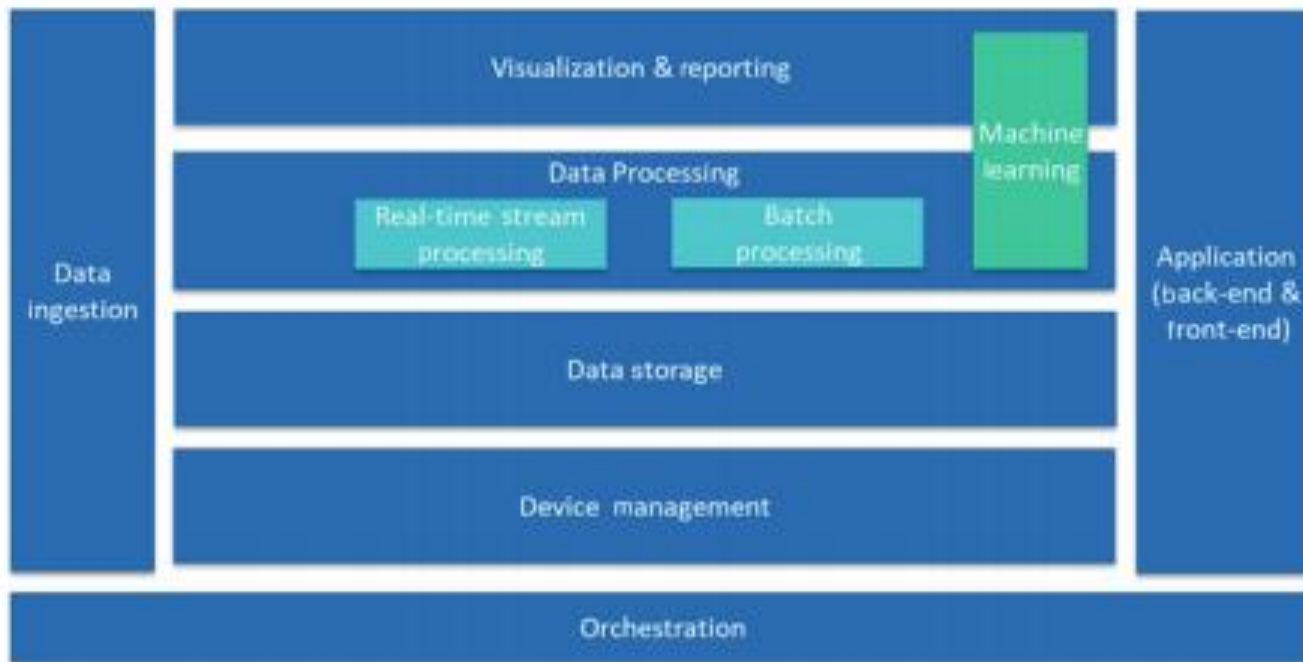 Visualization & reporting
Machine
learning
Data Processing
Real-time stream
processing
Batch
processing
Data
ingestion
Application
(back-end &
front-end)
Data storage
Device management
Orchestration